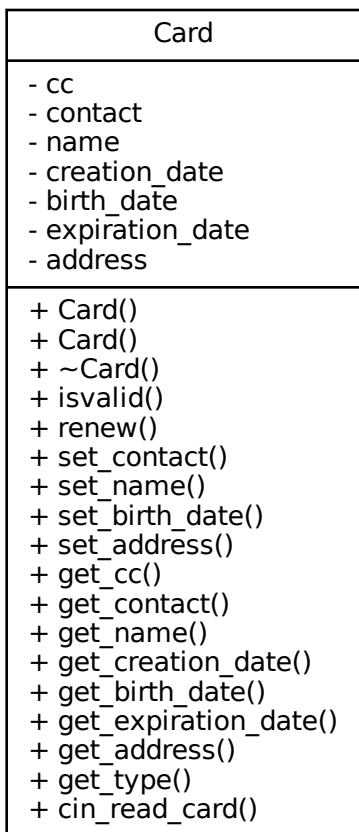 Card
- cc
- contact
- name
- creation_date
- birth_date
- expiration_date
- address
+ Card()
+ Card()
+ ~Card()
+ isvalid()
+ renew()
+ set_contact()
+ set_name()
+ set_birth_date()
+ set_address()
+ get_cc()
+ get_contact()
+ get_name()
+ get_creation_date()
+ get_birth_date()
+ get_expiration_date()
+ get_address()
+ get_type()
+ cin_read_card()